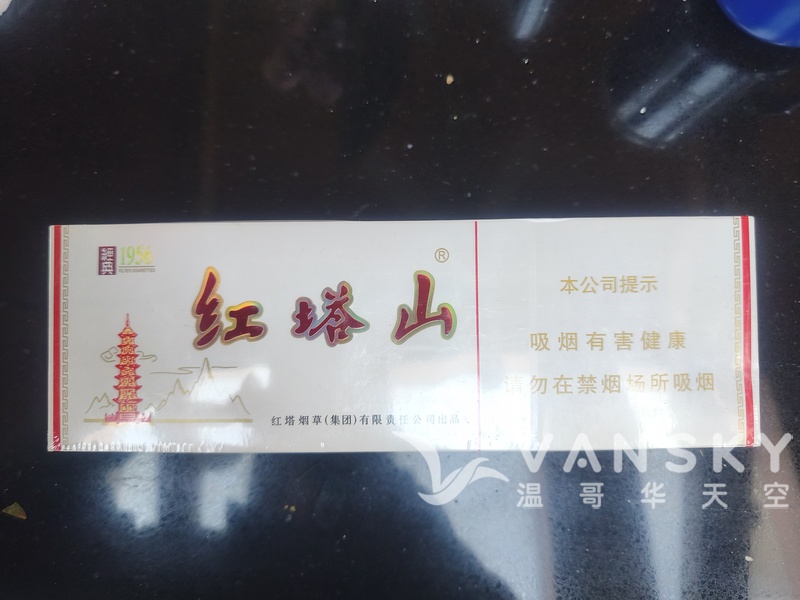 1956
FILTER CIGARETTES
®
红塔山
红塔烟草(集团)有限责任公司出品
本公司提示
吸烟有害健康
请勿在禁烟场所吸烟
VANSKY
温哥华天空